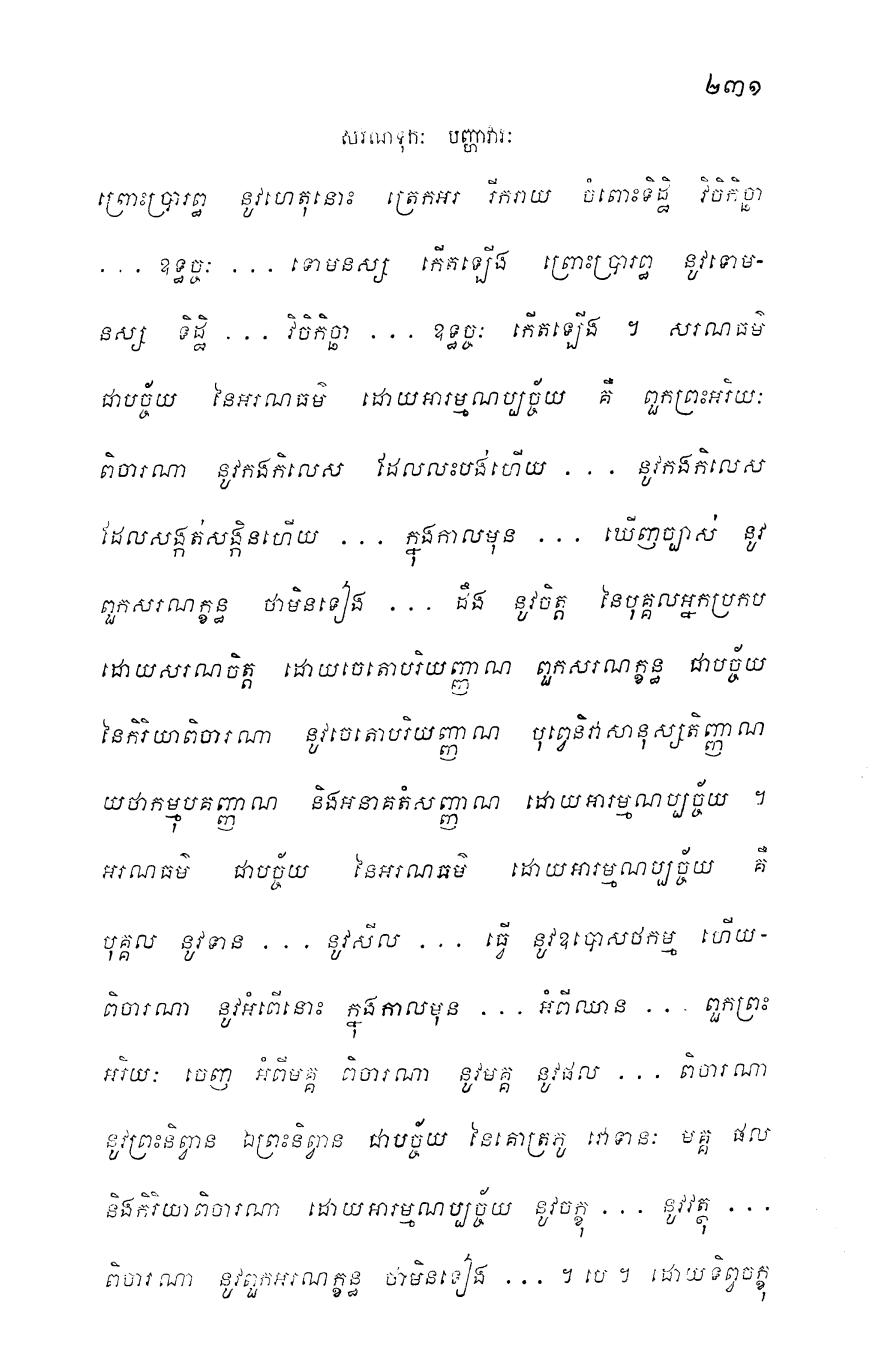 ២៣១
សរណទុកៈ បញ្ហាវារៈ
ព្រោះប្រារព្ធ នូវហេតុនោះ ត្រេកអរ រីករាយ ចំពោះទិដ្ឋិ វិចិកិច្ឆា
. . . ឧទ្ធច្ចៈ . . . ទោមនស្ស កើតឡើង ព្រោះប្រារព្ធ នូវទោម-
នស្ស ទិដ្ឋិ . . . វិចិកិច្ឆា . . . ឧទ្ធច្ចៈ កើតឡើង ។ សរណធម៌
ជាបច្ច័យ នៃអរណធម៌ ដោយអារម្មណប្បច្ច័យ គឺ ពួកព្រះអរិយៈ
ពិចារណា នូវកងកិលេស ដែលលះបង់ហើយ . . . នូវកងកិលេស
ដែលសង្កត់សង្កិនហើយ . . . ក្នុងកាលមុន . . . ឃើញច្បាស់ នូវ
ពួកសរណក្ខន្ធ ថាមិនទៀង . . . ដឹង នូវចិត្ត នៃបុគ្គលអ្នកប្រកប
ដោយសរណចិត្ត ដោយចេតោបរិយញ្ញាណ ពួកសរណក្ខន្ធ ជាបច្ច័យ
នៃកិរិយាពិចារណា នូវចេតោបរិយញ្ញាណ បុព្វេនិវាសានុស្សតិញ្ញាណ
យថាកម្មុបគញ្ញាណ និងអនាគតំសញ្ញាណ ដោយអារម្មណប្បច្ច័យ ។
អរណធម៌ ជាបច្ច័យ នៃអរណធម៌ ដោយអារម្មណប្បច្ច័យ គឺ
បុគ្គល នូវទាន . . . នូវសីល . . . ធ្វើ នូវឧបោសថកម្ម ហើយ-
ពិចារណា នូវអំពើនោះ ក្នុងកាលមុន . . . អំពីឈាន . . . ពួកព្រះ
អរិយៈ ចេញ អំពីមគ្គ ពិចារណា នូវមគ្គ នូវផល . . . ពិចារណា
នូវព្រះនិព្វាន ឯព្រះនិព្វាន ជាបច្ច័យ នៃគោត្រភូ វោទានៈ មគ្គ ផល
និងកិរិយាពិចារណា ដោយអារម្មណប្បច្ច័យ នូវចក្ខុ . . . នូវវត្ថុ . . .
ពិចារណា នូវពួកអរណក្ខន្ធ ថាមិនទៀង . . . ។ បេ ។ ដោយទិព្វចក្ខុ